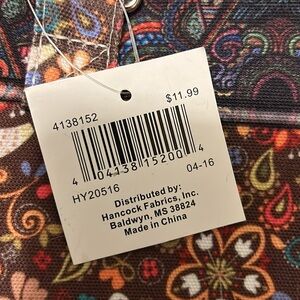 4138152 $11.99
4 04138 15200 4
HY20516 04-16
Distributed by:
Hancock Fabrics, Inc.
Baldwyn, MS 38824
Made in China